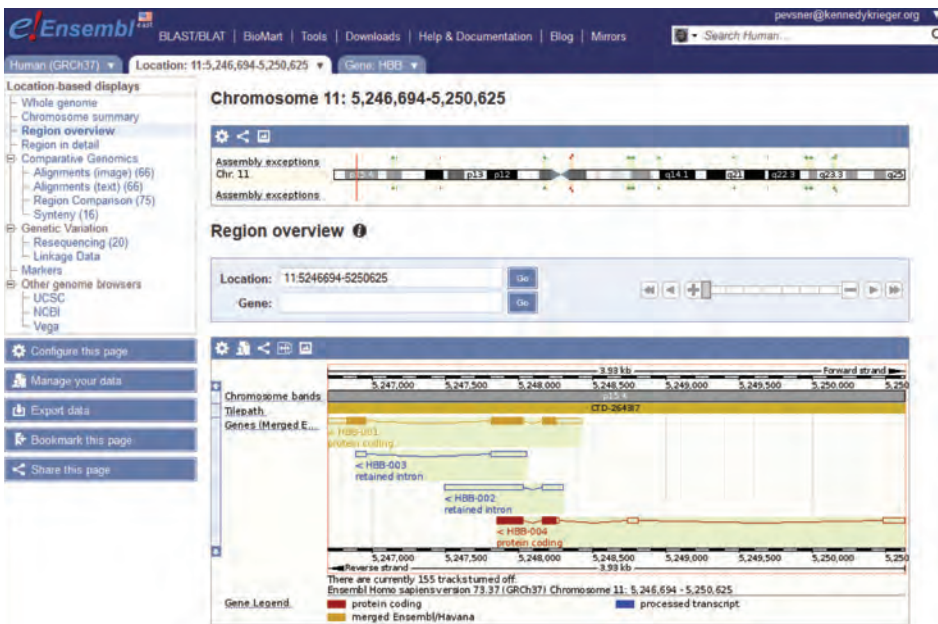 e!Ensembl
pevsner@kennedykrieger.org
BLAST/BLAT | BioMart | Tools | Downloads | Help & Documentation | Blog | Mirrors
Search Human...
Human (GRCh37) Location: 11:5,246,694-5,250,625 Gene: HBB
Location-based displays
Whole genome
Chromosome summary
Region overview
Region in detail
Comparative Genomics
Alignments (image) (66)
Alignments (text) (66)
Region Comparison (75)
Synteny (16)
Genetic Variation
Resequencing (20)
Linkage Data
Markers
Other genome browsers
UCSC
NCBI
Vega
Configure this page
Manage your data
Export data
Bookmark this page
Share this page
Chromosome 11: 5,246,694-5,250,625
Assembly exceptions
Chr. 11
p13 p12 q14.1 q21 q22.3 q23.3 q25
Assembly exceptions
Region overview
Location: 11:5246694-5250625 Go
Gene: Go
3.93 kb Forward strand
5,247,000 5,247,500 5,248,000 5,248,500 5,249,000 5,249,500 5,250,000 5,250
Chromosome bands p15.4
Tilepath CTD-2643I7
Genes (Merged E...
< HBB-001
protein coding
< HBB-003
retained intron
< HBB-002
retained intron
< HBB-004
protein coding
5,247,000 5,247,500 5,248,000 5,248,500 5,249,000 5,249,500 5,250,000 5,250
Reverse strand 3.93 kb
There are currently 155 tracks turned off.
Ensembl Homo sapiens version 73.37 (GRCh37) Chromosome 11: 5,246,694 - 5,250,625
Gene Legend protein coding processed transcript
merged Ensembl/Havana